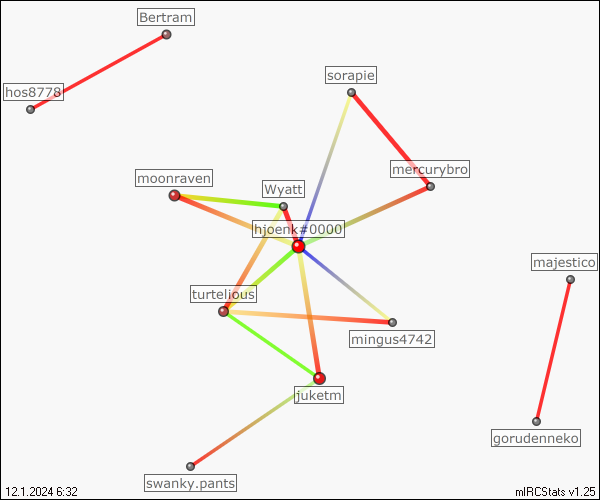 Bertram
hos8778
sorapie
mercurybro
moonraven
Wyatt
hjoenk#0000
majestico
turtelious
mingus4742
juketm
gorudenneko
swanky.pants
12.1.2024 6:32
mIRCStats v1.25